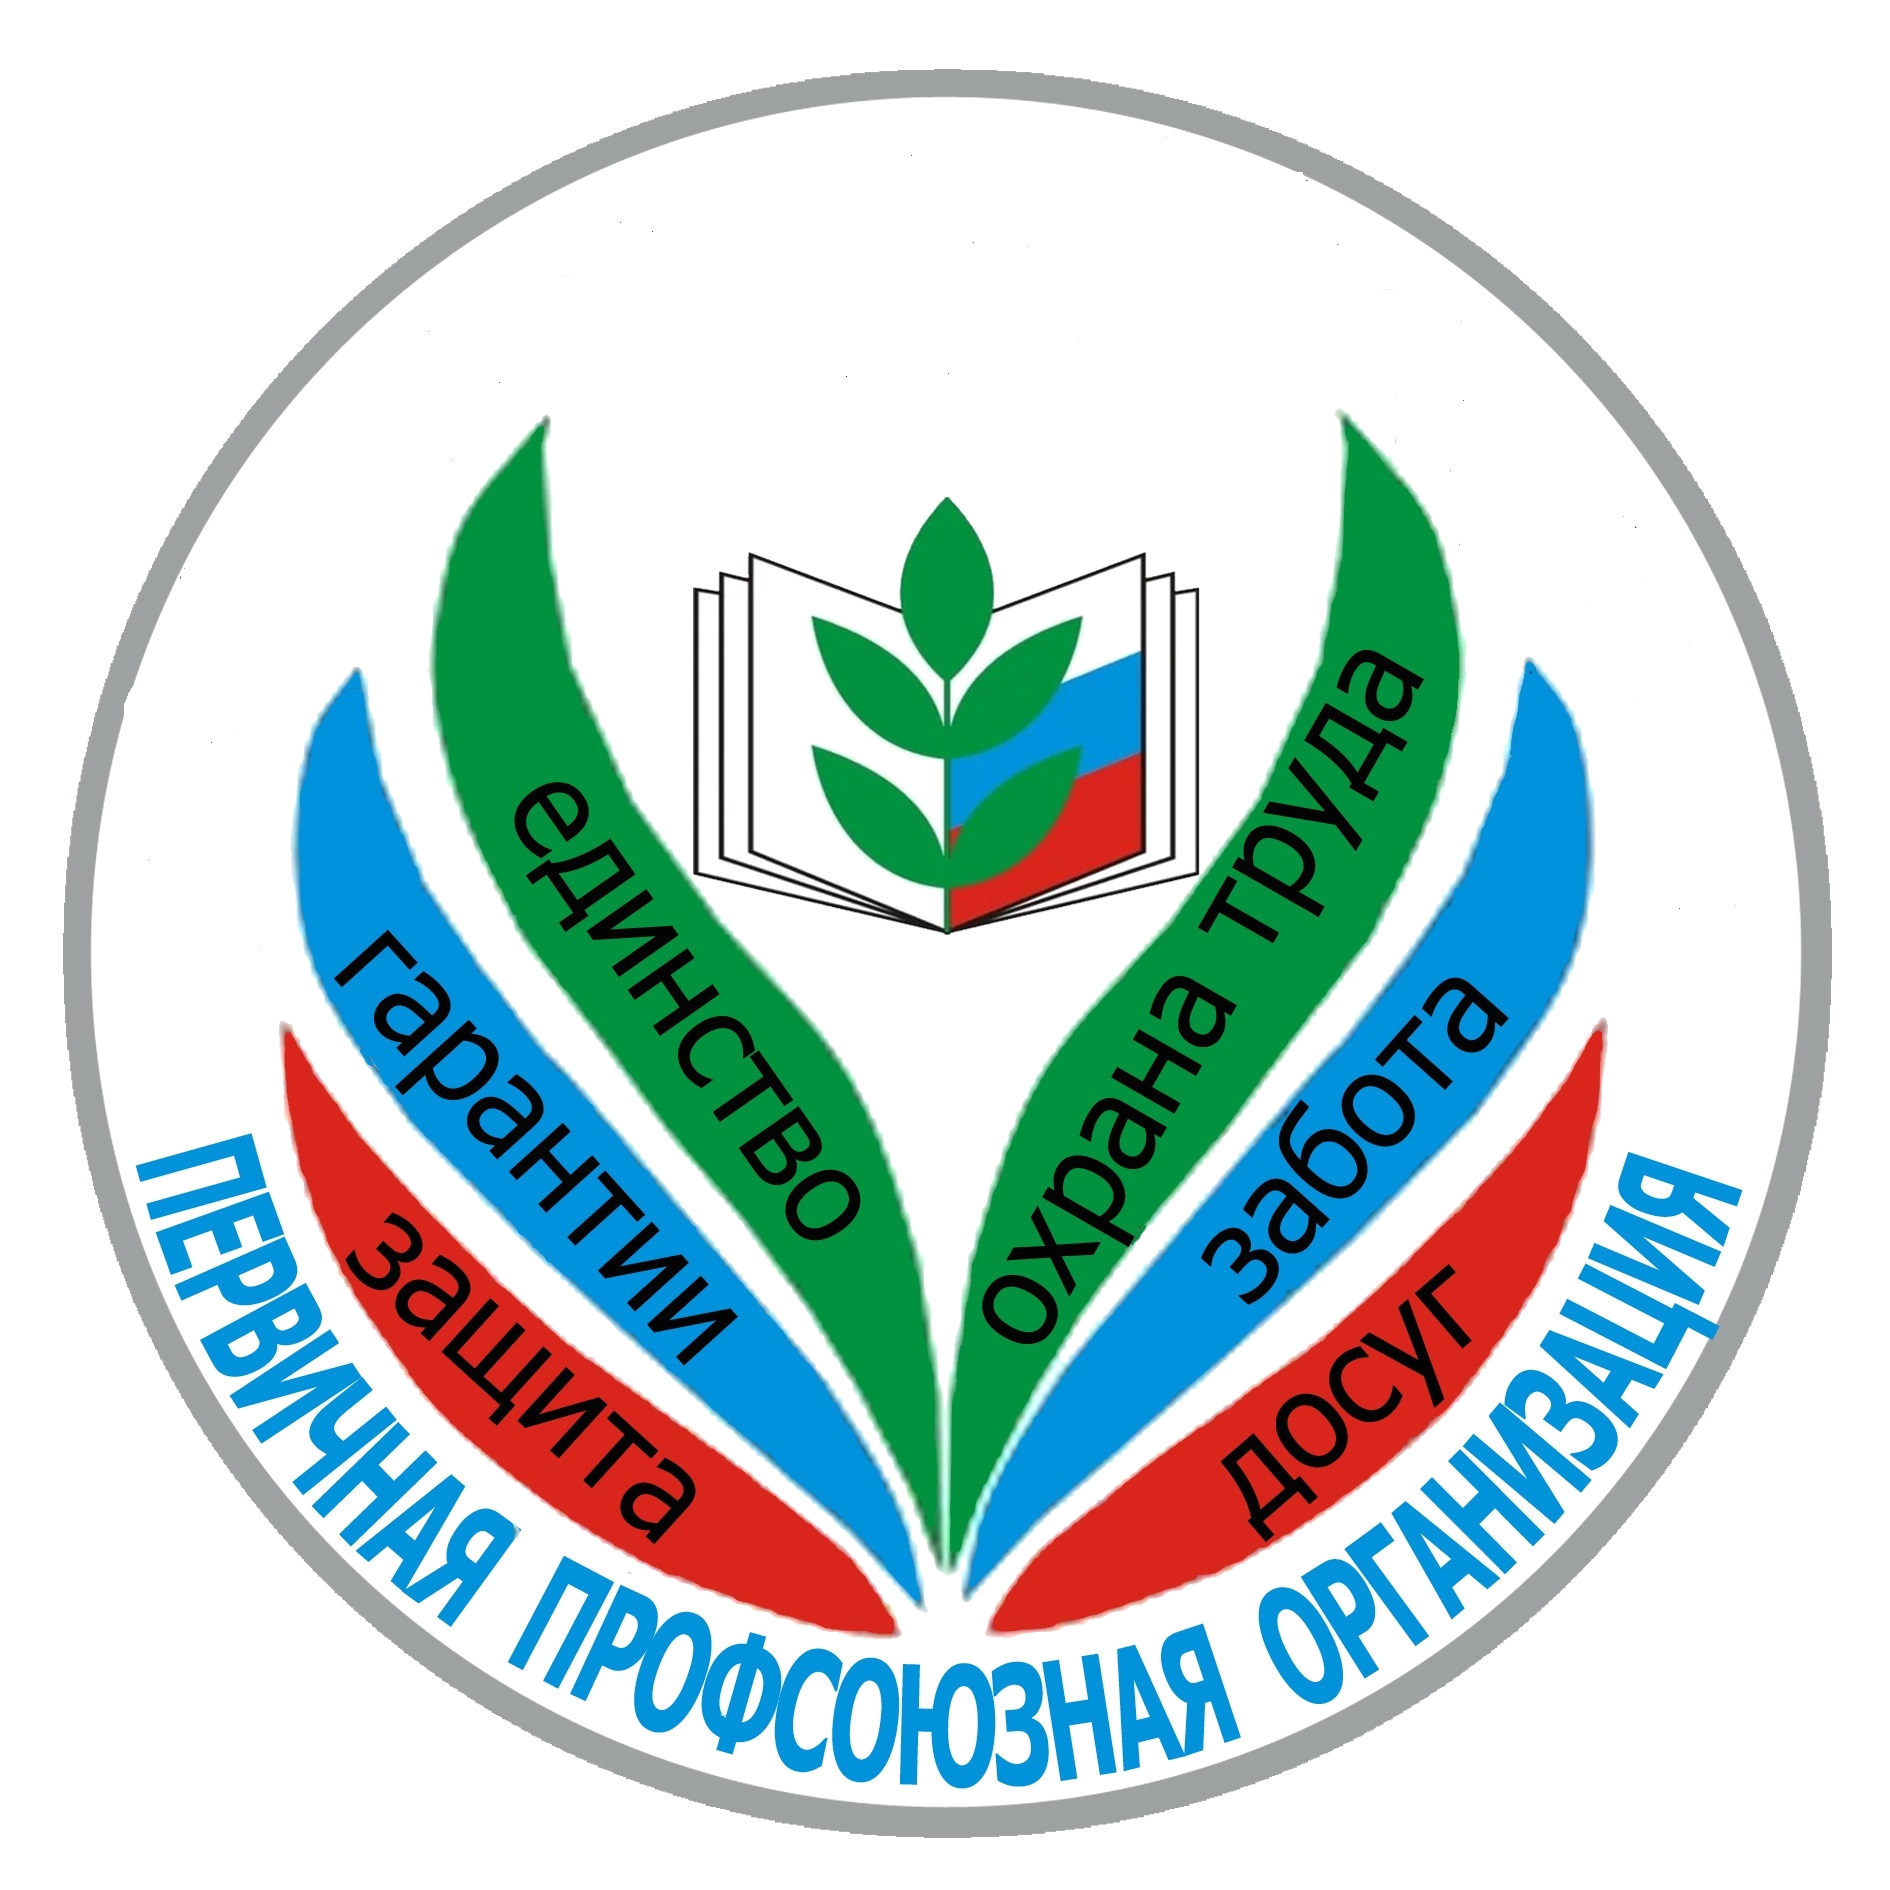 единство
охрана труда
гарантии
забота
защита
досуг
ПЕРВИЧНАЯ ПРОФСОЮЗНАЯ ОРГАНИЗАЦИЯ